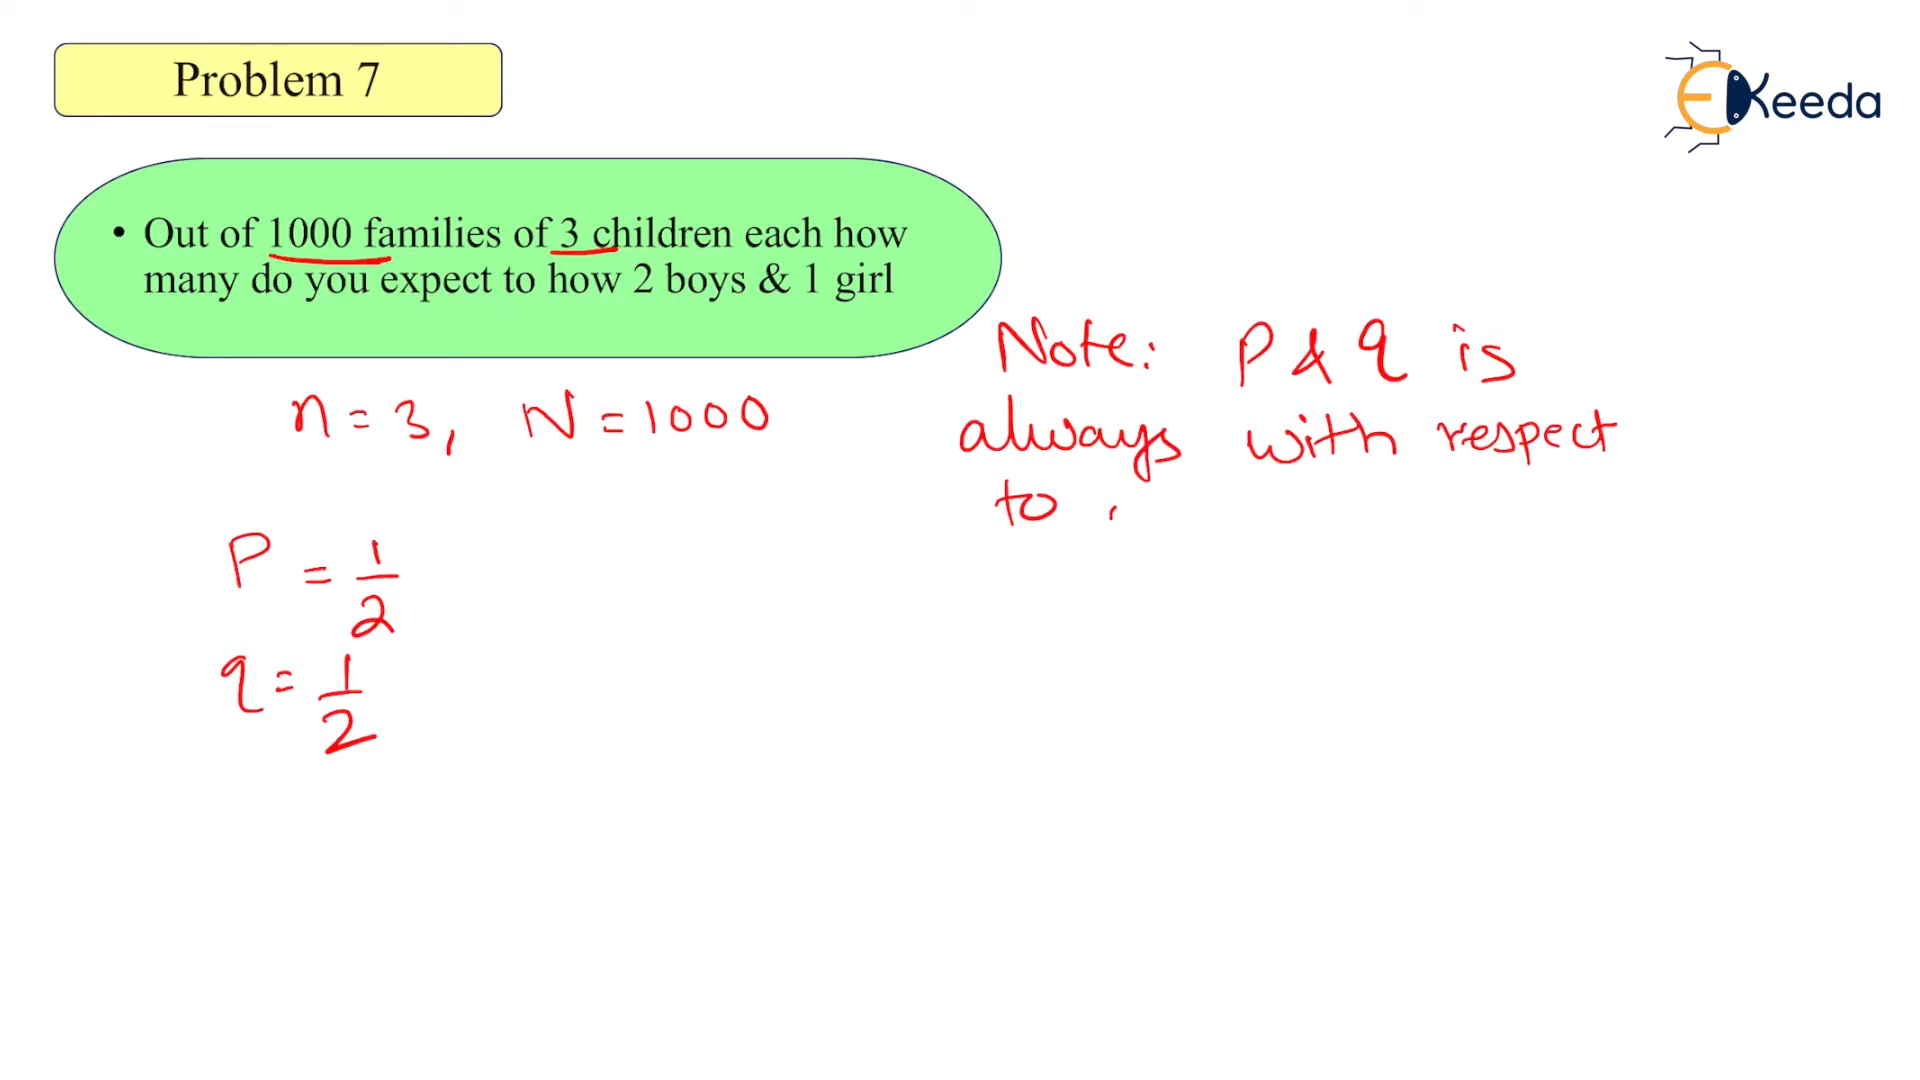 Problem 7
EKeeda
• Out of 1000 families of 3 children each how
many do you expect to how 2 boys & 1 girl
Note: P & q is
always with respect
to
n = 3, N = 1000
P = 1/2
q = 1/2